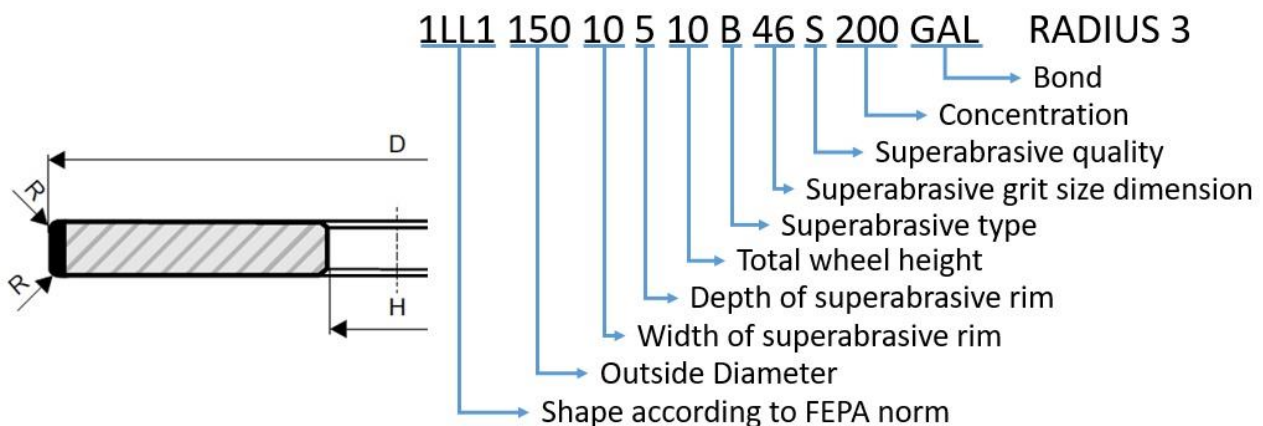 1LL1 150 10 5 10 B 46 S 200 GAL RADIUS 3
Bond
Concentration
Superabrasive quality
Superabrasive grit size dimension
Superabrasive type
Total wheel height
Depth of superabrasive rim
Width of superabrasive rim
Outside Diameter
Shape according to FEPA norm
D
R
R
H